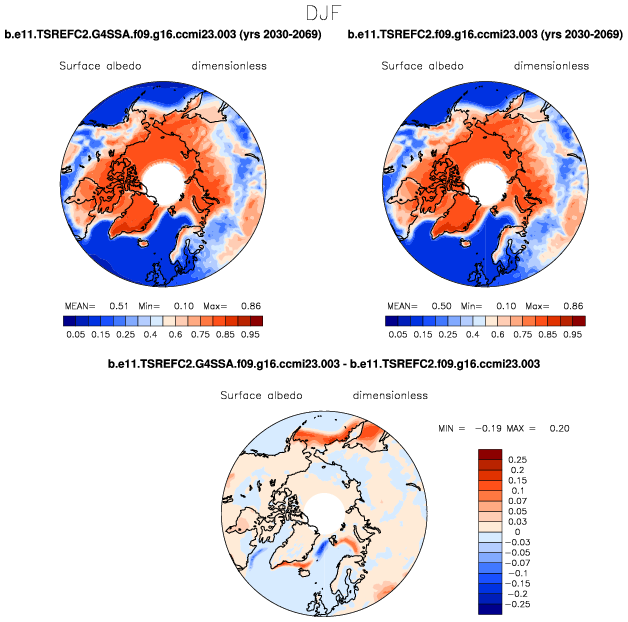 DJF
b.e11.TSREFC2.G4SSA.f09.g16.ccmi23.003 (yrs 2030-2069)
b.e11.TSREFC2.f09.g16.ccmi23.003 (yrs 2030-2069)
Surface albedo dimensionless
Surface albedo dimensionless
MEAN= 0.51 Min= 0.10 Max= 0.86
MEAN= 0.50 Min= 0.10 Max= 0.86
0.05 0.15 0.25 0.4 0.6 0.75 0.85 0.95
0.05 0.15 0.25 0.4 0.6 0.75 0.85 0.95
b.e11.TSREFC2.G4SSA.f09.g16.ccmi23.003 - b.e11.TSREFC2.f09.g16.ccmi23.003
Surface albedo dimensionless
MIN = -0.19 MAX = 0.20
0.25
0.2
0.15
0.1
0.07
0.05
0.03
0
-0.03
-0.05
-0.07
-0.1
-0.15
-0.2
-0.25